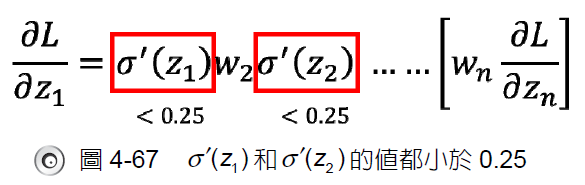 ∂L/∂z₁ = σ′(z₁)w₂σ′(z₂) … … [wₙ ∂L/∂zₙ]
< 0.25 < 0.25
圖 4-67 σ′(z₁)和σ′(z₂)的值都小於 0.25